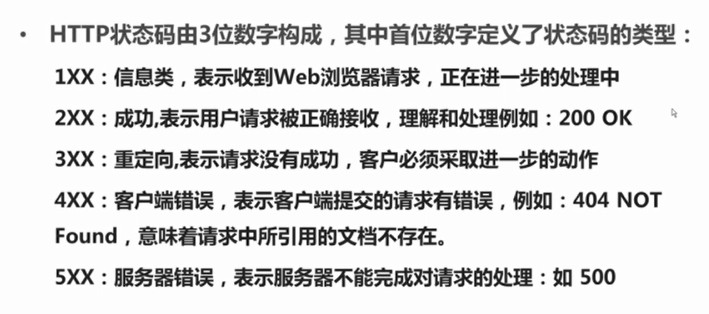 • HTTP状态码由3位数字构成，其中首位数字定义了状态码的类型：
1XX：信息类，表示收到Web浏览器请求，正在进一步的处理中
2XX：成功,表示用户请求被正确接收，理解和处理例如：200 OK
3XX：重定向,表示请求没有成功，客户必须采取进一步的动作
4XX：客户端错误，表示客户端提交的请求有错误，例如：404 NOT
Found，意味着请求中所引用的文档不存在。
5XX：服务器错误，表示服务器不能完成对请求的处理：如 500